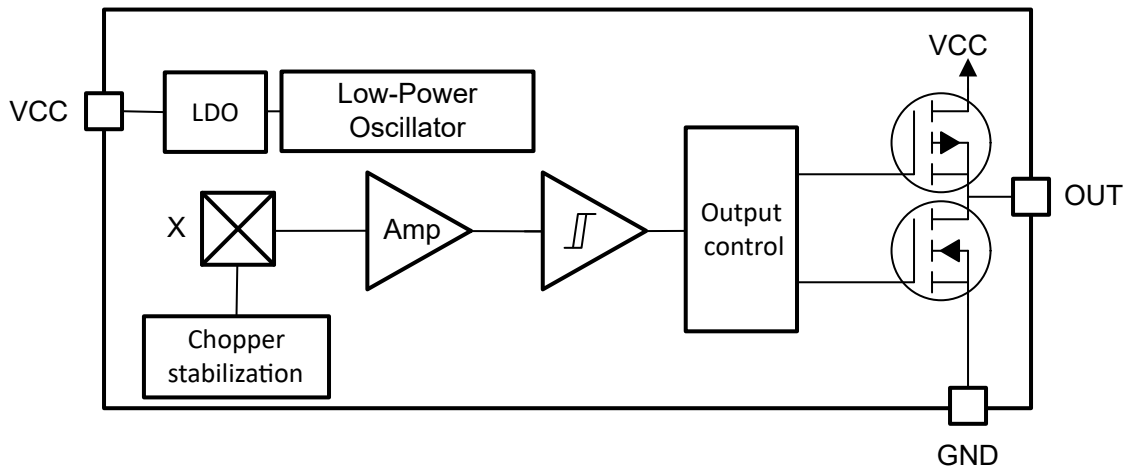 VCC
VCC
LDO
Low-Power
Oscillator
X
Amp
Output
control
OUT
Chopper
stabilization
GND